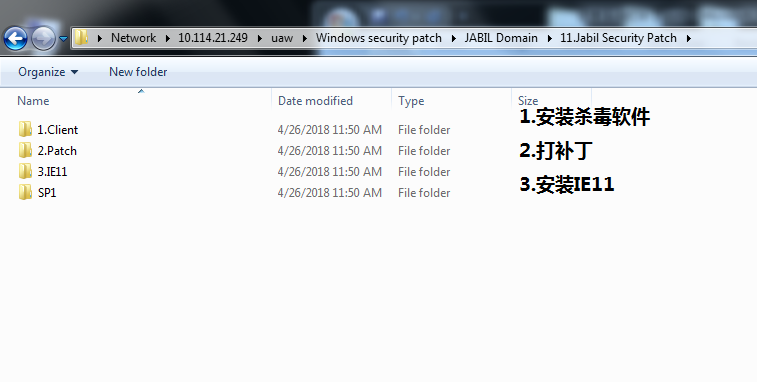 Network 10.114.21.249 uaw Windows security patch JABIL Domain 11.Jabil Security Patch
Organize New folder
Name Date modified Type Size
1.Client 4/26/2018 11:50 AM File folder
2.Patch 4/26/2018 11:50 AM File folder
3.IE11 4/26/2018 11:50 AM File folder
SP1 4/26/2018 11:50 AM File folder
1.安装杀毒软件
2.打补丁
3.安装IE11